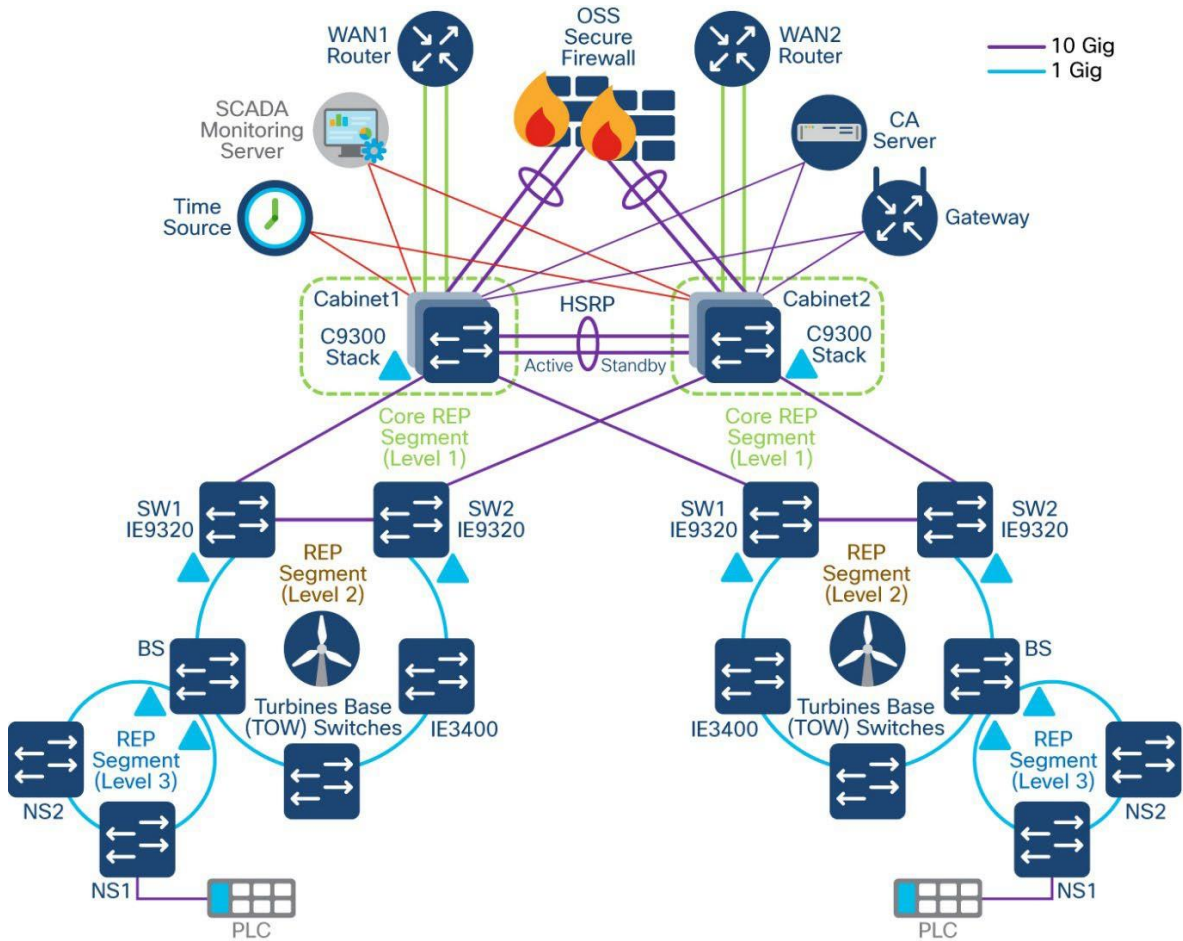 WAN1
Router
OSS
Secure
Firewall
WAN2
Router
10 Gig
1 Gig
SCADA
Monitoring
Server
CA
Server
Time
Source
Gateway
Cabinet1
C9300
Stack
HSRP
Active
Standby
Cabinet2
C9300
Stack
Core REP
Segment
(Level 1)
Core REP
Segment
(Level 1)
SW1
IE9320
SW2
IE9320
SW1
IE9320
SW2
IE9320
REP
Segment
(Level 2)
REP
Segment
(Level 2)
BS
Turbines Base
(TOW) Switches
IE3400
IE3400
Turbines Base
(TOW) Switches
BS
REP
Segment
(Level 3)
REP
Segment
(Level 3)
NS2
NS2
NS1
NS1
PLC
PLC